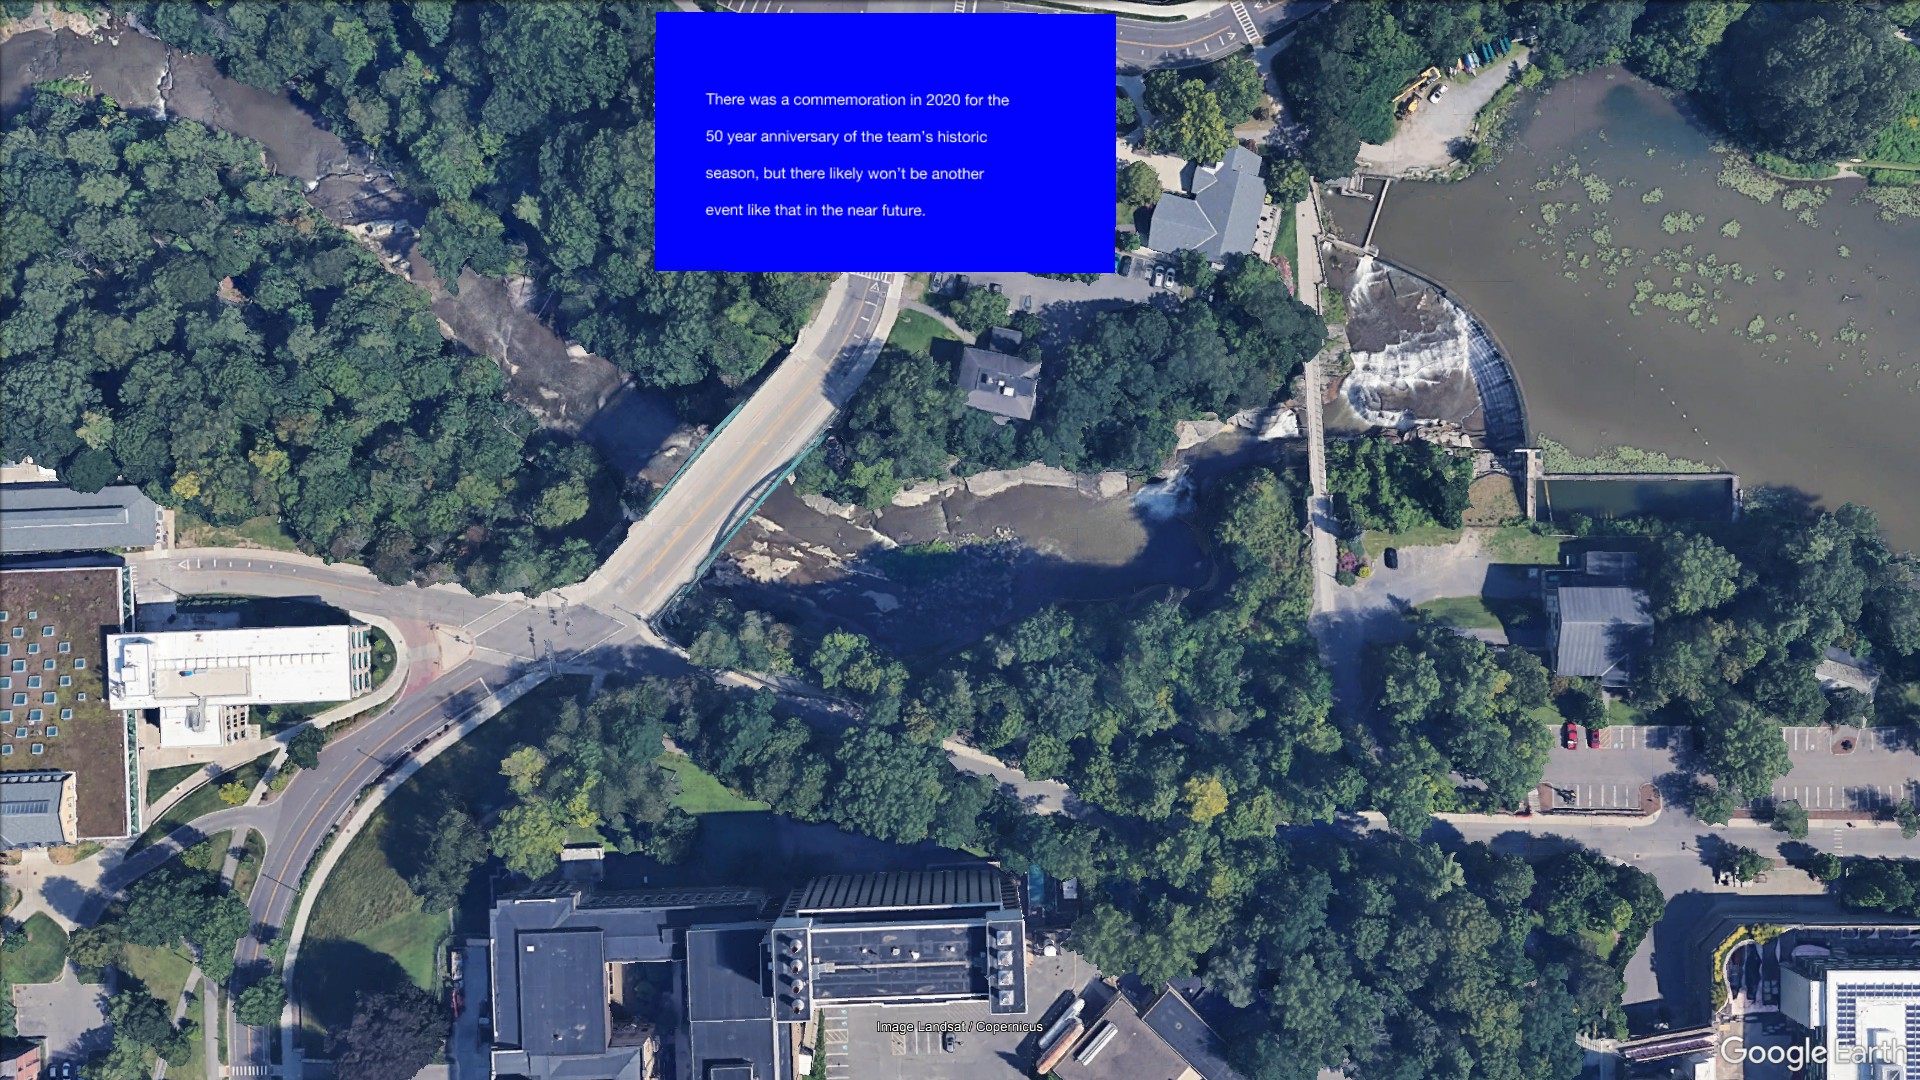 There was a commemoration in 2020 for the
50 year anniversary of the team's historic
season, but there likely won't be another
event like that in the near future.
Image Landsat / Copernicus
Google Earth